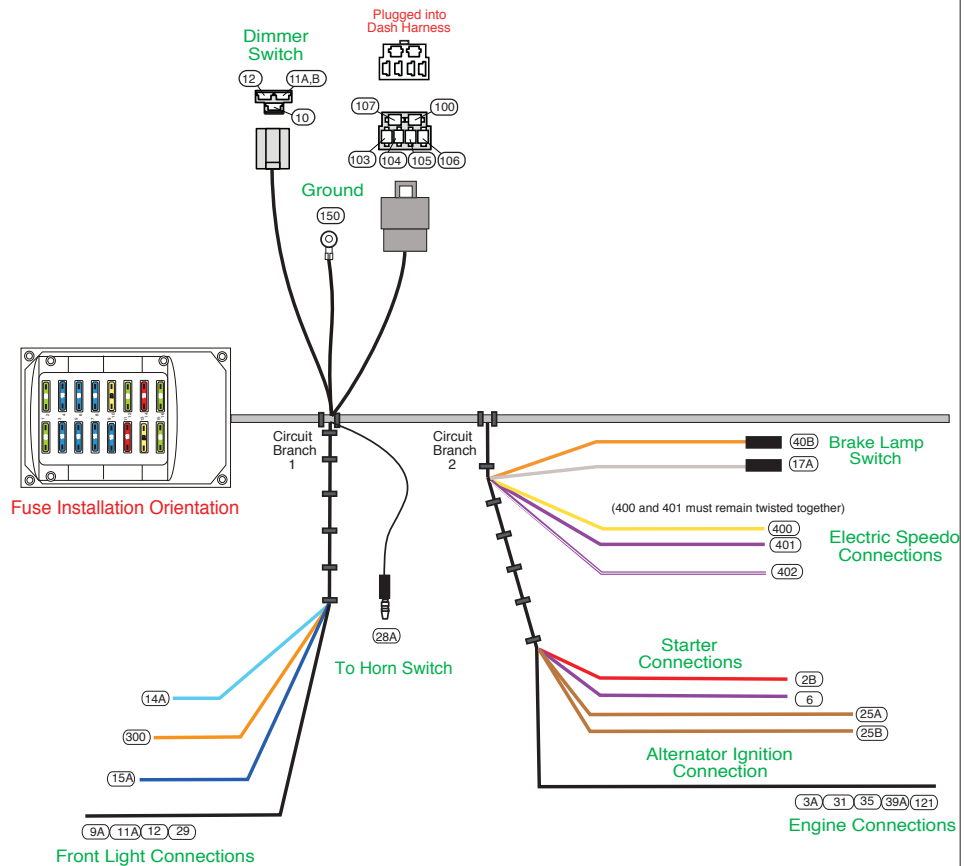 Plugged into
Dash Harness
Dimmer
Switch
12
11A,B
10
107
100
103
104
105
106
Ground
150
Fuse Installation Orientation
Circuit
Branch
1
Circuit
Branch
2
40B
17A
Brake Lamp
Switch
(400 and 401 must remain twisted together)
400
401
402
Electric Speedo
Connections
28A
To Horn Switch
Starter
Connections
2B
6
25A
25B
Alternator Ignition
Connection
14A
300
15A
9A 11A 12 29
Front Light Connections
3A 31 35 39A 121
Engine Connections